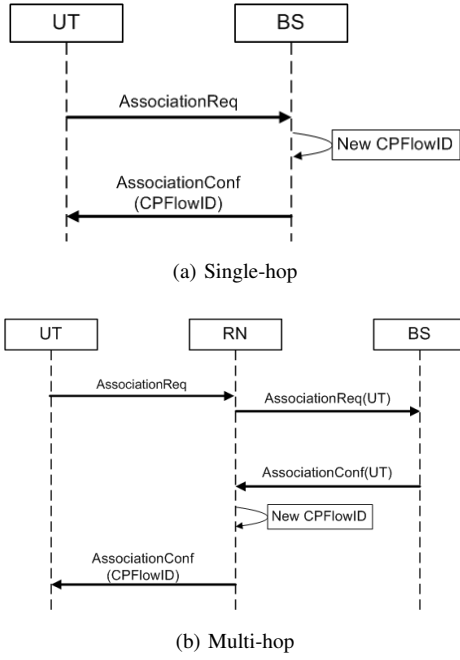 UT
BS
AssociationReq
New CPFlowID
AssociationConf
(CPFlowID)
(a) Single-hop
UT
RN
BS
AssociationReq
AssociationReq(UT)
AssociationConf(UT)
New CPFlowID
AssociationConf
(CPFlowID)
(b) Multi-hop